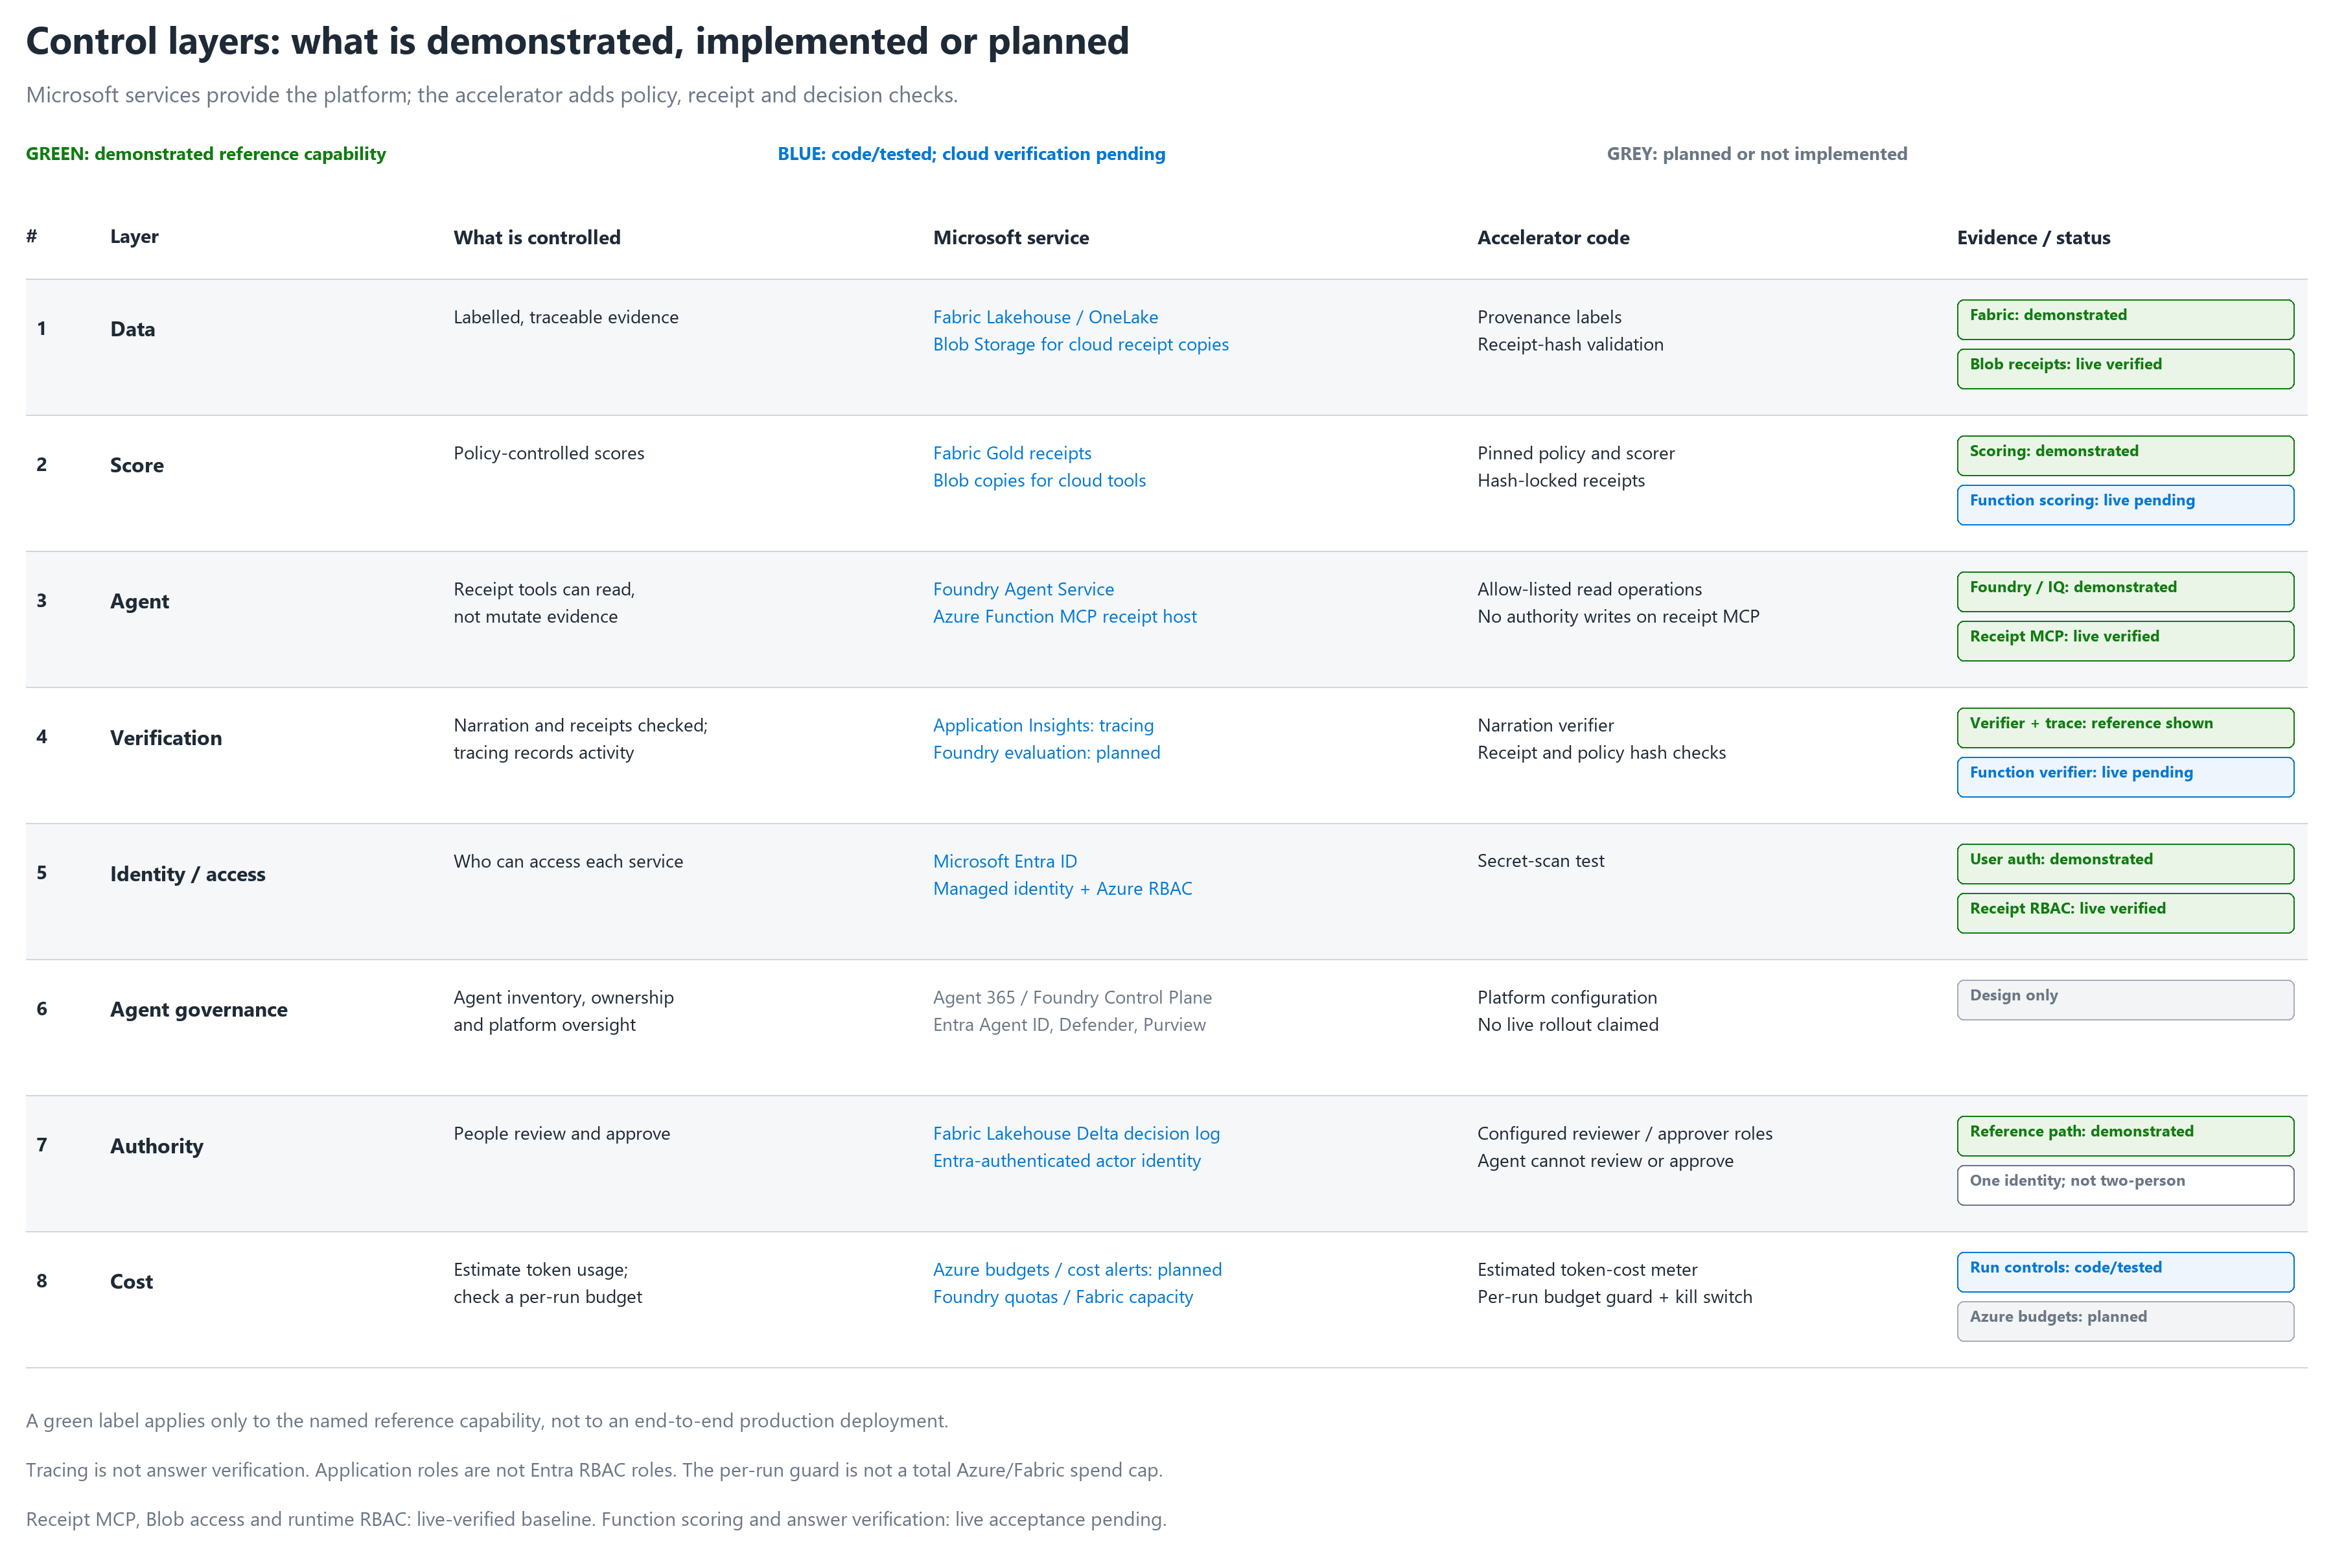 Control layers: what is demonstrated, implemented or planned
Microsoft services provide the platform; the accelerator adds policy, receipt and decision checks.
GREEN: demonstrated reference capability
BLUE: code/tested; cloud verification pending
GREY: planned or not implemented
#
Layer
What is controlled
Microsoft service
Accelerator code
Evidence / status
1
Data
Labelled, traceable evidence
Fabric Lakehouse / OneLake
Blob Storage for cloud receipt copies
Provenance labels
Receipt-hash validation
Fabric: demonstrated
Blob receipts: live verified
2
Score
Policy-controlled scores
Fabric Gold receipts
Blob copies for cloud tools
Pinned policy and scorer
Hash-locked receipts
Scoring: demonstrated
Function scoring: live pending
3
Agent
Receipt tools can read,
not mutate evidence
Foundry Agent Service
Azure Function MCP receipt host
Allow-listed read operations
No authority writes on receipt MCP
Foundry / IQ: demonstrated
Receipt MCP: live verified
4
Verification
Narration and receipts checked;
tracing records activity
Application Insights: tracing
Foundry evaluation: planned
Narration verifier
Receipt and policy hash checks
Verifier + trace: reference shown
Function verifier: live pending
5
Identity / access
Who can access each service
Microsoft Entra ID
Managed identity + Azure RBAC
Secret-scan test
User auth: demonstrated
Receipt RBAC: live verified
6
Agent governance
Agent inventory, ownership
and platform oversight
Agent 365 / Foundry Control Plane
Entra Agent ID, Defender, Purview
Platform configuration
No live rollout claimed
Design only
7
Authority
People review and approve
Fabric Lakehouse Delta decision log
Entra-authenticated actor identity
Configured reviewer / approver roles
Agent cannot review or approve
Reference path: demonstrated
One identity; not two-person
8
Cost
Estimate token usage;
check a per-run budget
Azure budgets / cost alerts: planned
Foundry quotas / Fabric capacity
Estimated token-cost meter
Per-run budget guard + kill switch
Run controls: code/tested
Azure budgets: planned
A green label applies only to the named reference capability, not to an end-to-end production deployment.
Tracing is not answer verification. Application roles are not Entra RBAC roles. The per-run guard is not a total Azure/Fabric spend cap.
Receipt MCP, Blob access and runtime RBAC: live-verified baseline. Function scoring and answer verification: live acceptance pending.